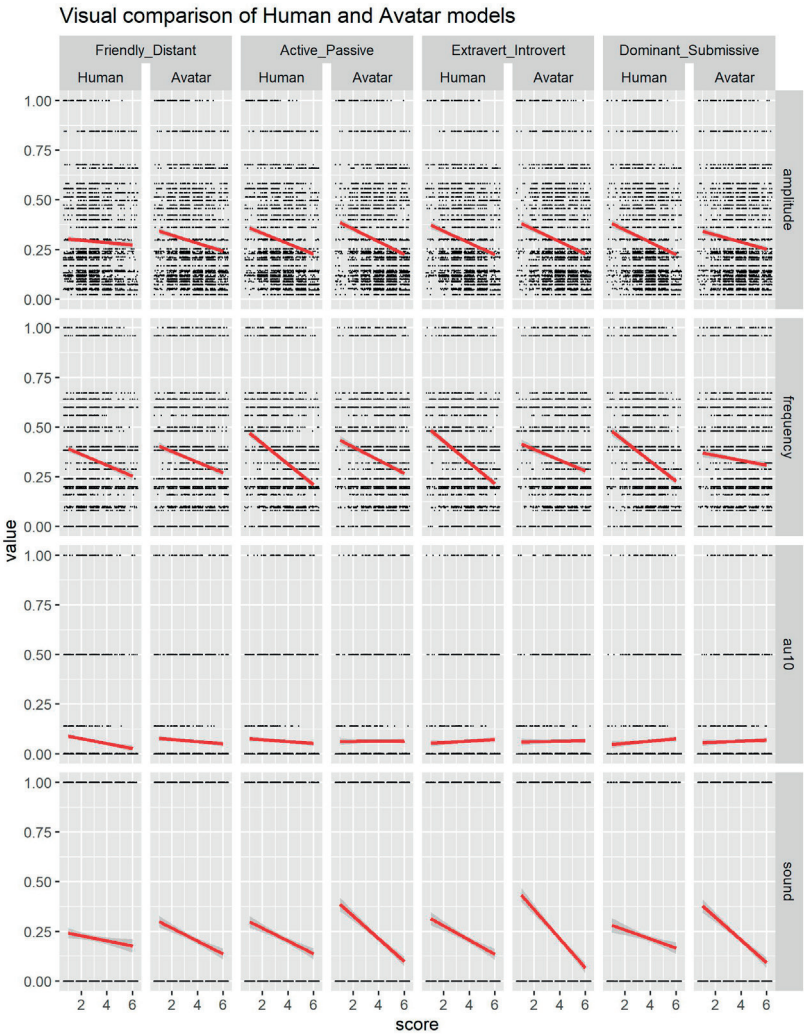 Visual comparison of Human and Avatar models
Friendly_Distant Active_Passive Extravert_Introvert Dominant_Submissive
Human Avatar Human Avatar Human Avatar Human Avatar
1.00
0.75
0.50
0.25
0.00
amplitude
1.00
0.75
0.50
0.25
0.00
frequency
value
1.00
0.75
0.50
0.25
0.00
au10
1.00
0.75
0.50
0.25
0.00
sound
2 4 6 2 4 6 2 4 6 2 4 6 2 4 6 2 4 6 2 4 6 2 4 6
score